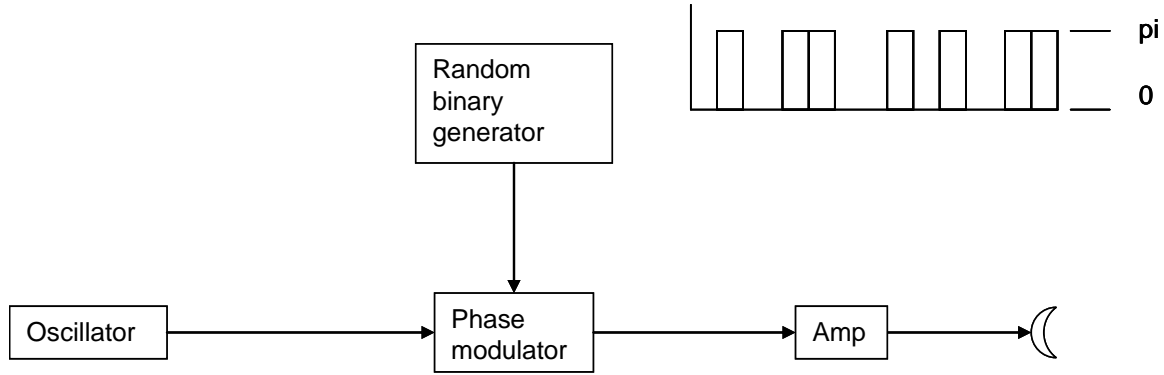 pi
0
Random
binary
generator
Oscillator
Phase
modulator
Amp